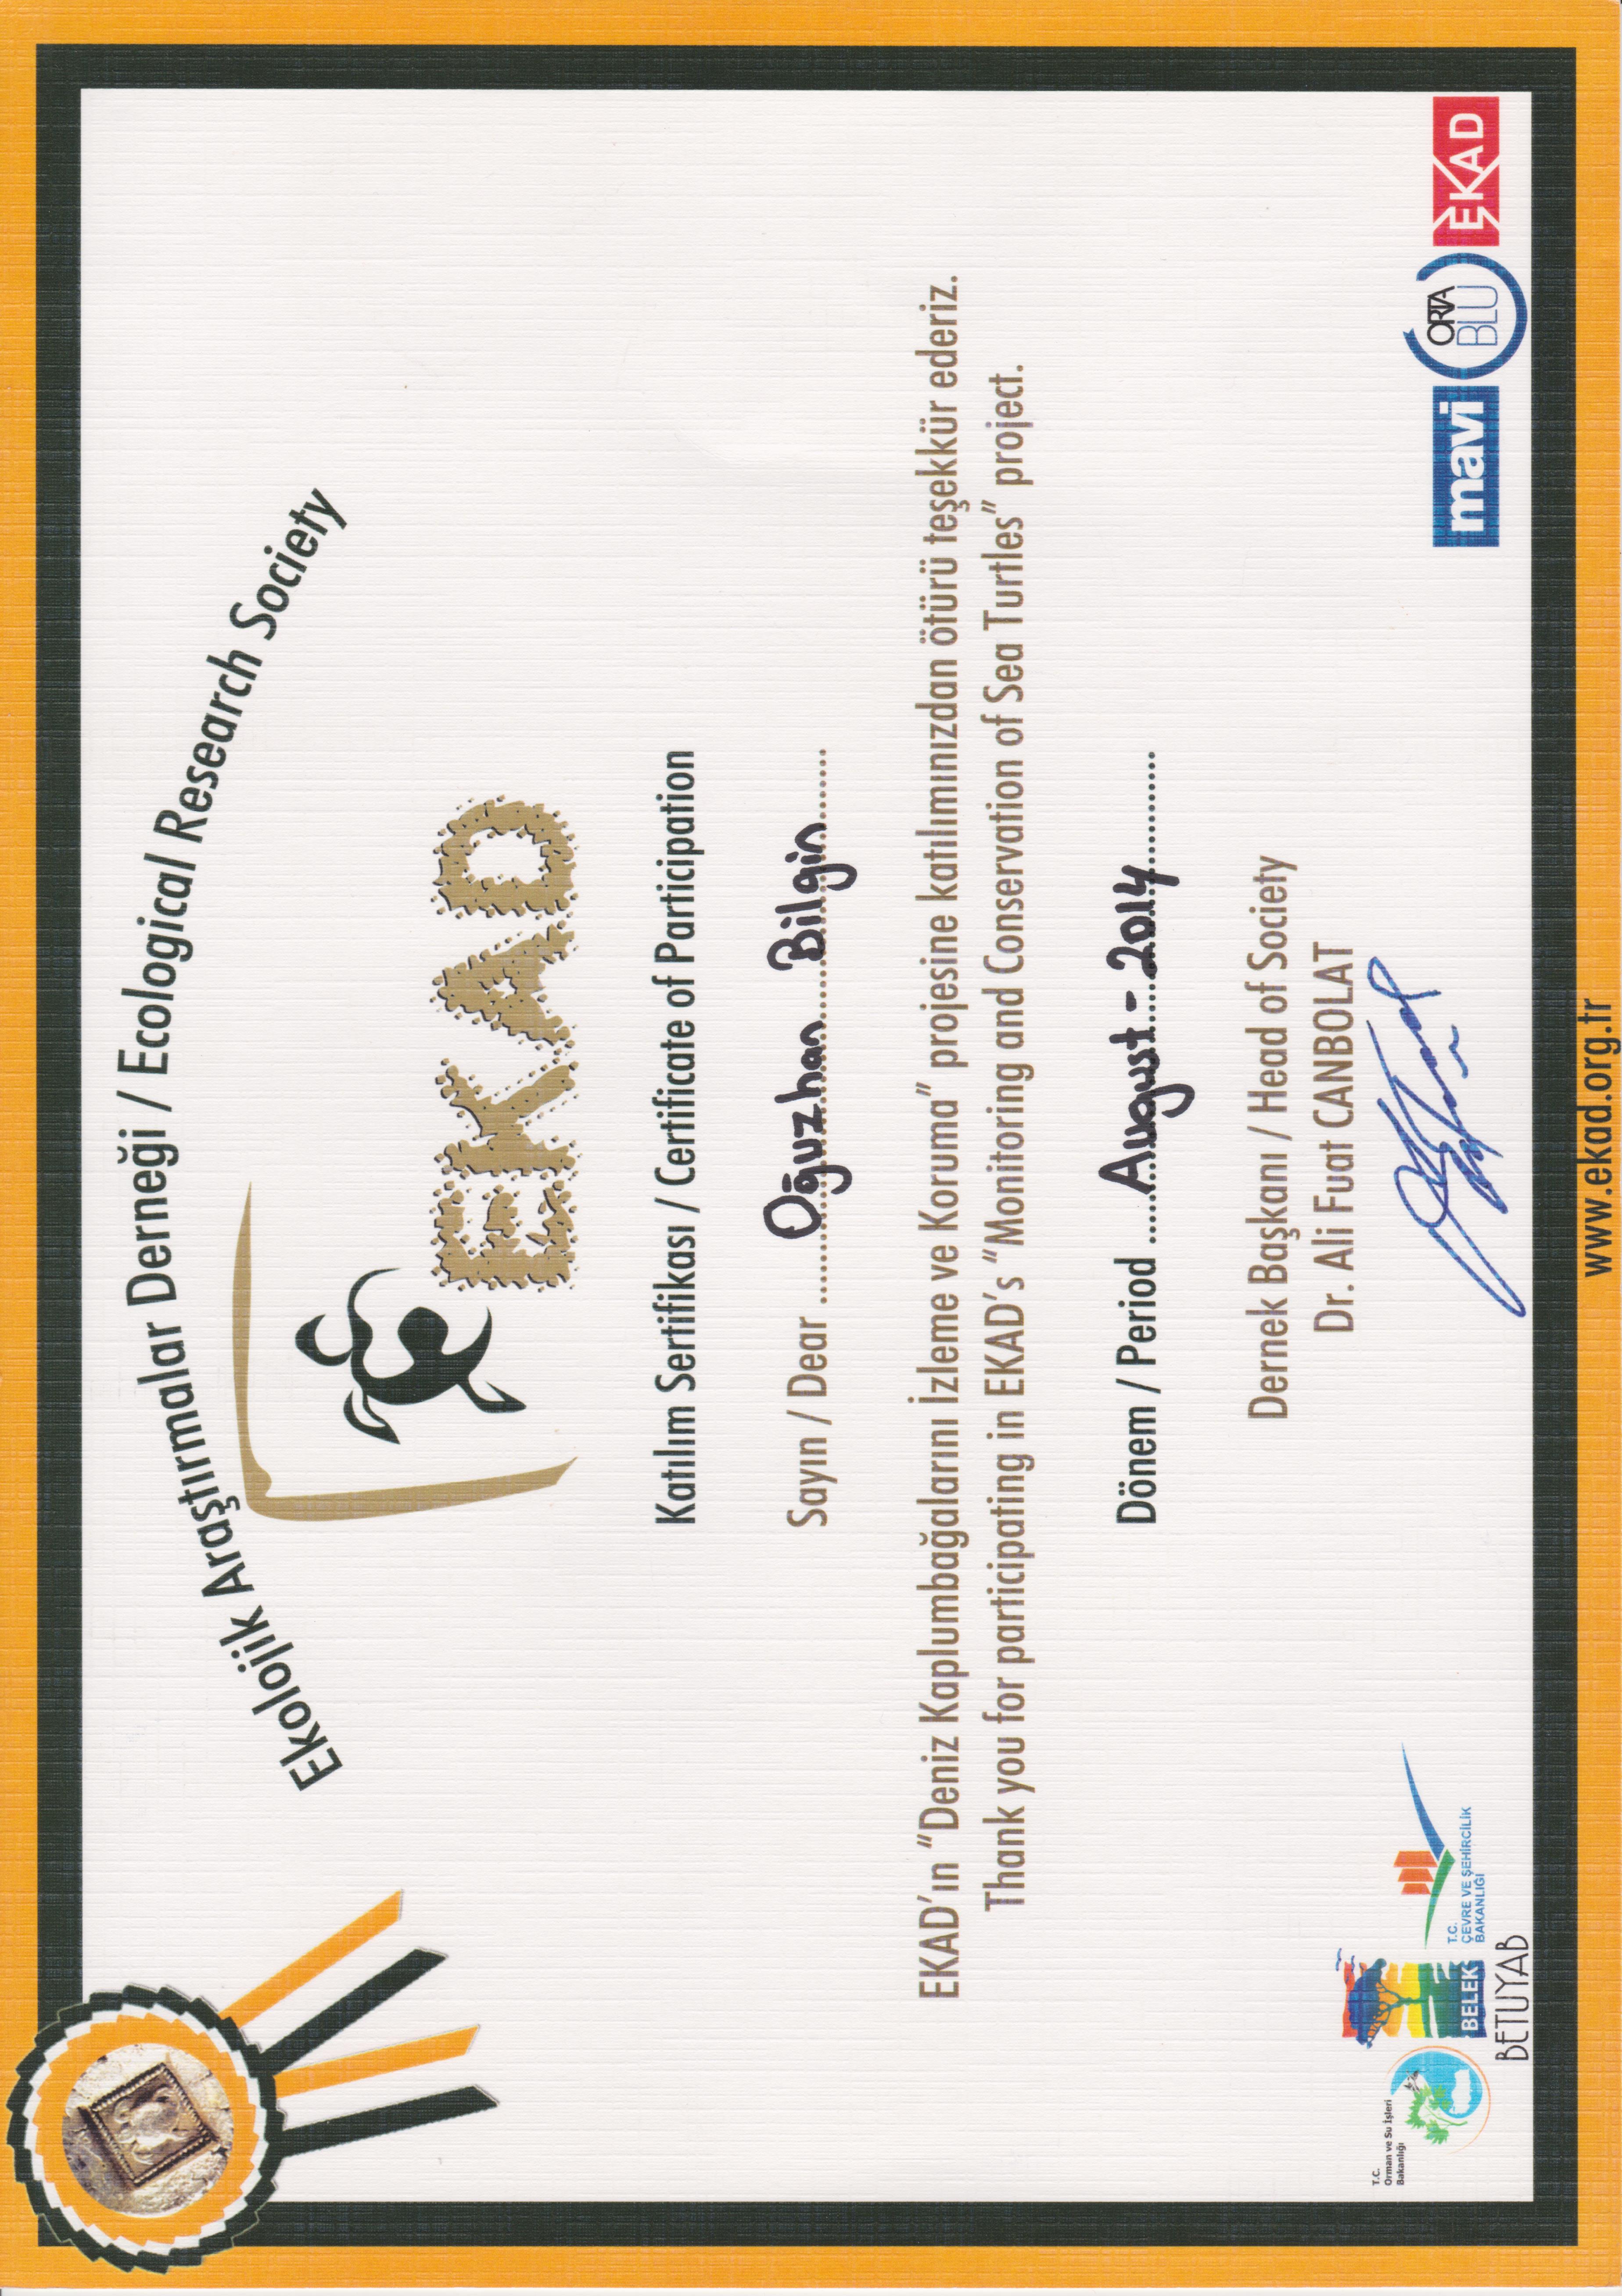 Ekolojik Araştırmalar Derneği / Ecological Research Society
EKAD
Katılım Sertifikası / Certificate of Participation
Sayın / Dear ........Oğuzhan Bilgin........
EKAD'ın “Deniz Kaplumbağalarını İzleme ve Koruma” projesine katılımınızdan ötürü teşekkür ederiz.
Thank you for participating in EKAD's “Monitoring and Conservation of Sea Turtles” project.
Dönem / Period ....August - 2014............
Dernek Başkanı / Head of Society
Dr. Ali Fuat CANBOLAT
T.C.
Orman ve Su İşleri
Bakanlığı
BELEK
BETUYAB
T.C.
ÇEVRE VE ŞEHİRCİLİK
BAKANLIĞI
mavi
ORTA
BLU
EKAD
www.ekad.org.tr